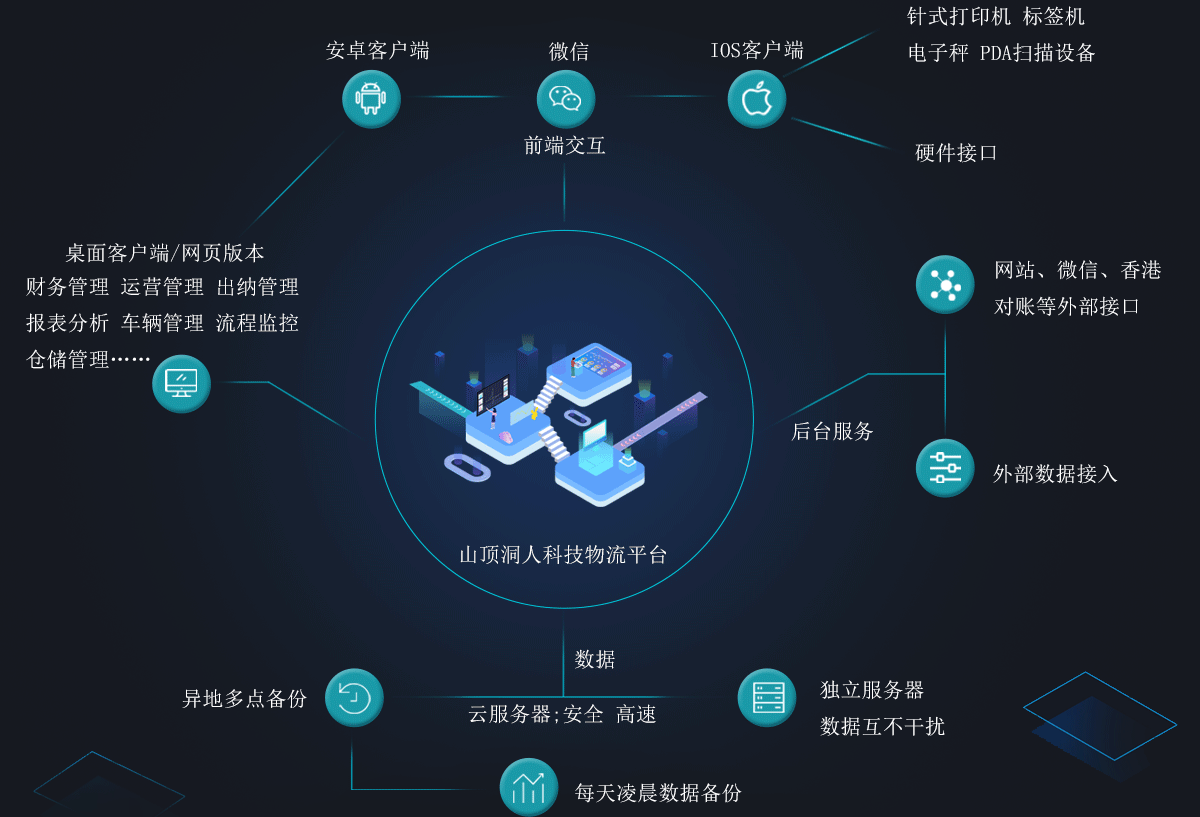 针式打印机 标签机
电子秤 PDA扫描设备
安卓客户端
微信
IOS客户端
前端交互
硬件接口
桌面客户端/网页版本
财务管理 运营管理 出纳管理
报表分析 车辆管理 流程监控
仓储管理……
网站、微信、香港
对账等外部接口
后台服务
外部数据接入
山顶洞人科技物流平台
数据
异地多点备份
云服务器;安全 高速
独立服务器
数据互不干扰
每天凌晨数据备份